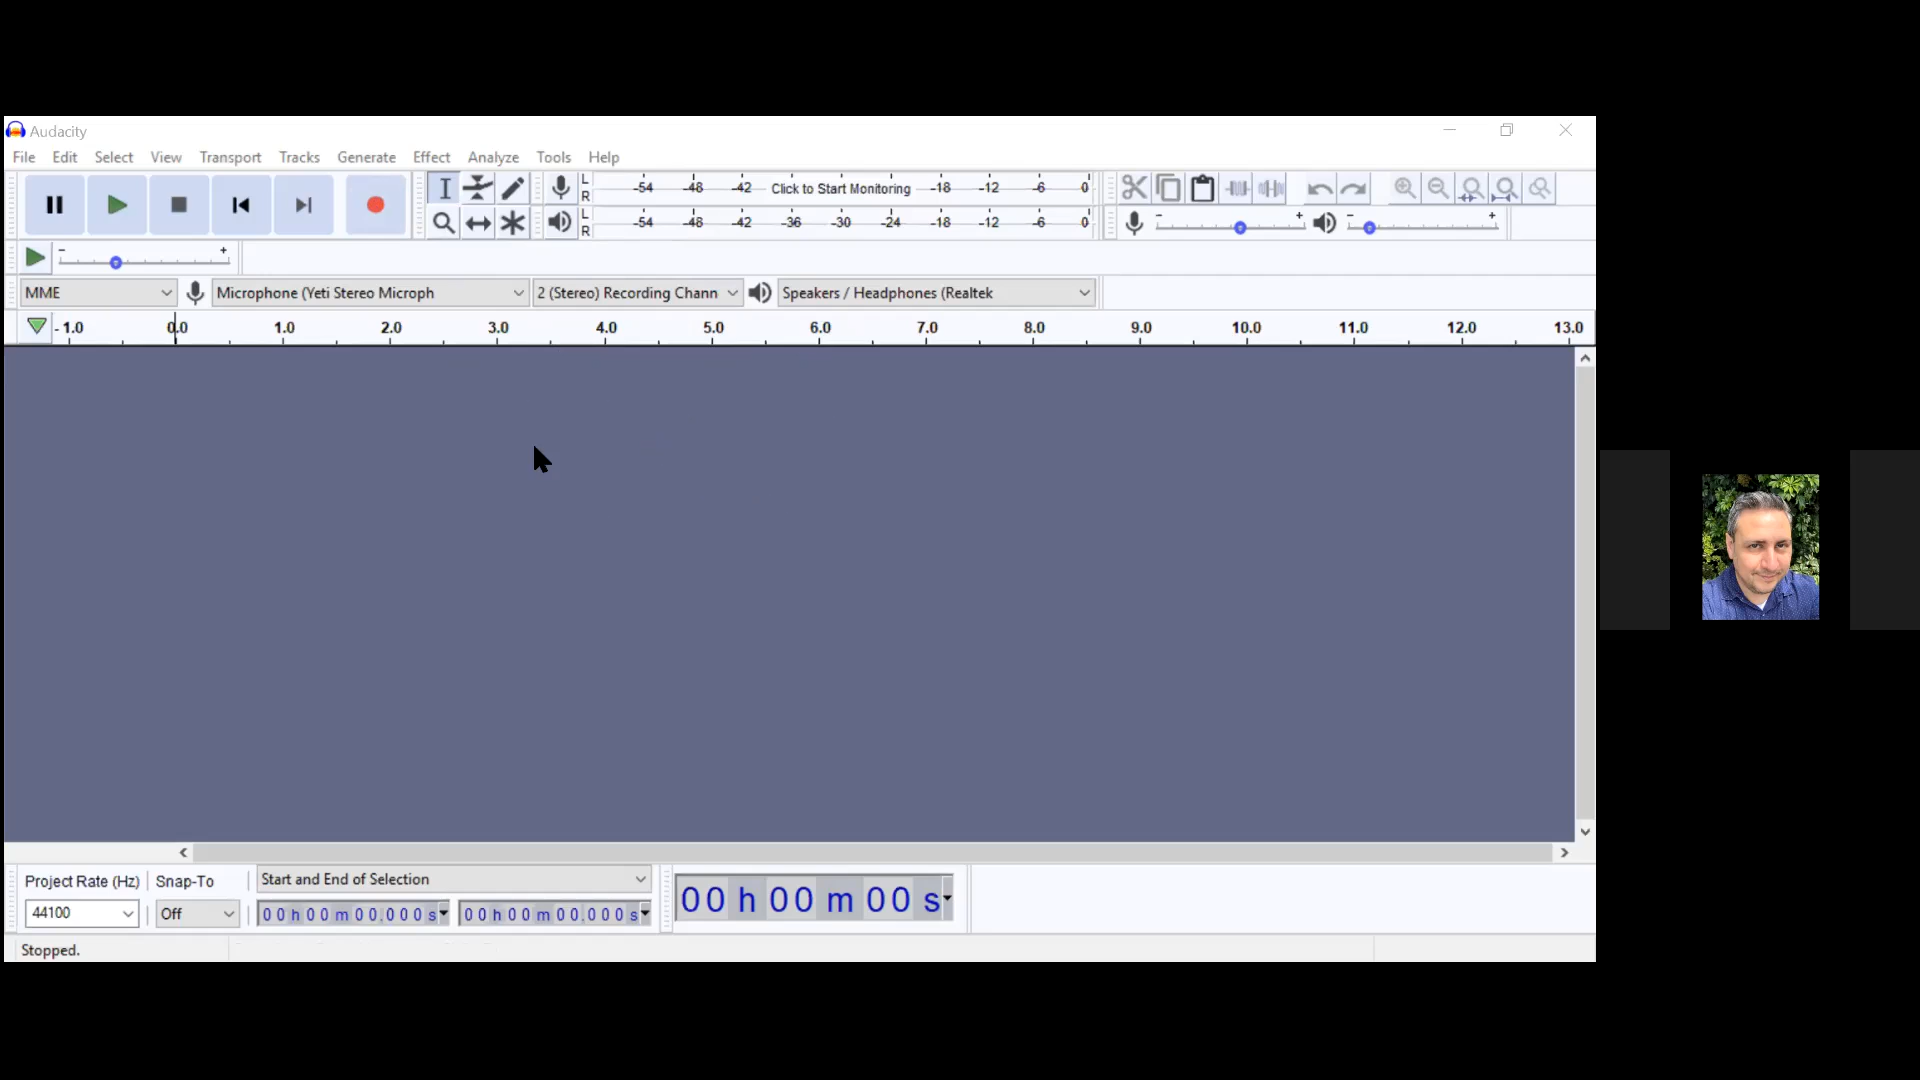 Audacity
File Edit Select View Transport Tracks Generate Effect Analyze Tools Help
L R -54 -48 -42 Click to Start Monitoring -18 -12 -6 0
L R -54 -48 -42 -36 -30 -24 -18 -12 -6 0 - + - +
- +
MME Microphone (Yeti Stereo Microph 2 (Stereo) Recording Chann Speakers / Headphones (Realtek
- 1.0 0.0 1.0 2.0 3.0 4.0 5.0 6.0 7.0 8.0 9.0 10.0 11.0 12.0 13.0
Project Rate (Hz) Snap-To Start and End of Selection
44100 Off 00 h 00 m 00.000 s 00 h 00 m 00.000 s 00 h 00 m 00 s
Stopped.